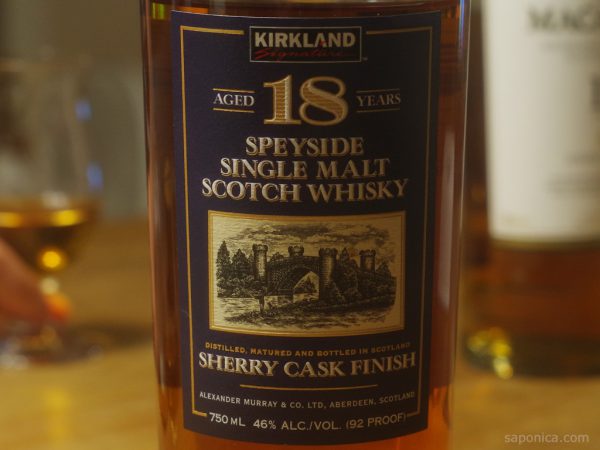 KIRKLAND
Signature™
AGED 18 YEARS
SPEYSIDE
SINGLE MALT
SCOTCH WHISKY
DISTILLED, MATURED AND BOTTLED IN SCOTLAND
SHERRY CASK FINISH
ALEXANDER MURRAY & CO. LTD, ABERDEEN, SCOTLAND
750 ML 46% ALC./VOL. (92 PROOF)
saponica.com